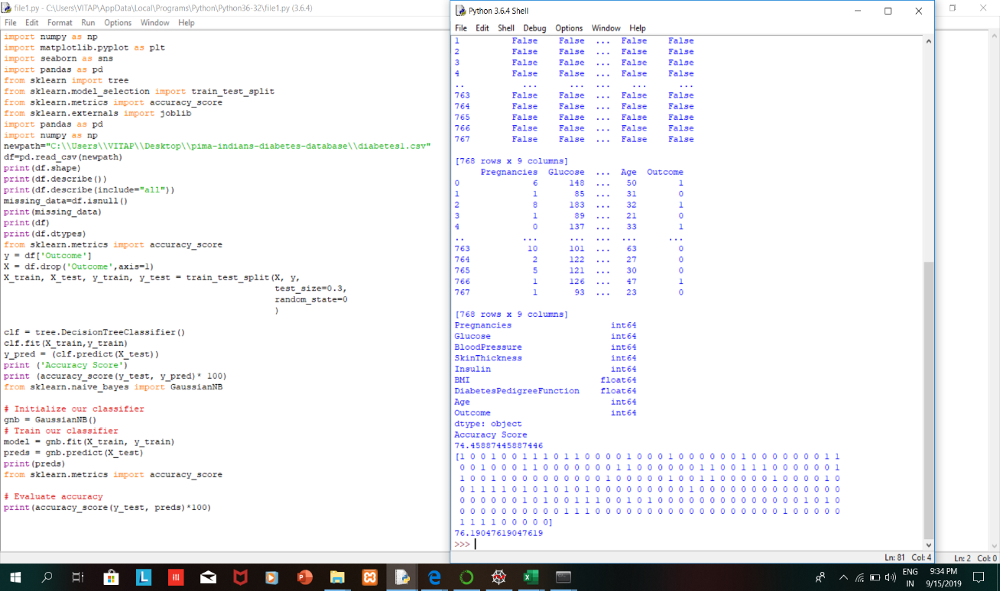 file1.py - C:\Users\VITAP\AppData\Local\Programs\Python\Python36-32\file1.py (3.6.4)
File Edit Format Run Options Window Help
import numpy as np
import matplotlib.pyplot as plt
import seaborn as sns
import pandas as pd
from sklearn import tree
from sklearn.model_selection import train_test_split
from sklearn.metrics import accuracy_score
from sklearn.externals import joblib
import pandas as pd
import numpy as np
newpath="C:\\Users\\VITAP\\Desktop\\pima-indians-diabetes-database\\diabetes1.csv"
df=pd.read_csv(newpath)
print(df.shape)
print(df.describe())
print(df.describe(include="all"))
missing_data=df.isnull()
print(missing_data)
print(df)
print(df.dtypes)
from sklearn.metrics import accuracy_score
y = df['Outcome']
X = df.drop('Outcome',axis=1)
X_train, X_test, y_train, y_test = train_test_split(X, y,
test_size=0.3,
random_state=0
)
clf = tree.DecisionTreeClassifier()
clf.fit(X_train,y_train)
y_pred = (clf.predict(X_test))
print ('Accuracy Score')
print (accuracy_score(y_test, y_pred)* 100)
from sklearn.naive_bayes import GaussianNB
# Initialize our classifier
gnb = GaussianNB()
# Train our classifier
model = gnb.fit(X_train, y_train)
preds = gnb.predict(X_test)
print(preds)
from sklearn.metrics import accuracy_score
# Evaluate accuracy
print(accuracy_score(y_test, preds)*100)
Python 3.6.4 Shell
File Edit Shell Debug Options Window Help
1 False False ... False False
2 False False ... False False
3 False False ... False False
4 False False ... False False
.. ... ... ... ... ...
763 False False ... False False
764 False False ... False False
765 False False ... False False
766 False False ... False False
767 False False ... False False
[768 rows x 9 columns]
Pregnancies Glucose ... Age Outcome
0 6 148 ... 50 1
1 1 85 ... 31 0
2 8 183 ... 32 1
3 1 89 ... 21 0
4 0 137 ... 33 1
.. ... ... ... ... ...
763 10 101 ... 63 0
764 2 122 ... 27 0
765 5 121 ... 30 0
766 1 126 ... 47 1
767 1 93 ... 23 0
[768 rows x 9 columns]
Pregnancies int64
Glucose int64
BloodPressure int64
SkinThickness int64
Insulin int64
BMI float64
DiabetesPedigreeFunction float64
Age int64
Outcome int64
dtype: object
Accuracy Score
74.45887445887446
[1 0 0 1 0 0 1 1 1 0 1 1 0 0 0 0 1 0 0 0 1 0 0 0 0 0 0 1 0 0 0 0 0 0 0 1 1
0 0 1 0 0 0 1 1 0 0 0 0 0 0 0 1 1 0 0 0 0 0 0 1 1 0 0 1 1 1 0 0 0 0 0 0 1
1 0 0 1 0 0 0 0 0 0 0 0 0 0 1 0 0 0 0 0 1 0 0 1 1 0 0 0 0 0 1 0 0 0 0 1 0
0 1 1 1 1 0 1 0 1 0 1 0 1 0 0 0 0 0 0 0 0 0 1 0 0 0 0 0 0 0 0 0 0 0 0 0 0
0 0 0 0 0 0 1 0 1 0 0 1 1 1 0 0 1 0 1 0 0 0 0 0 0 0 0 0 0 0 0 0 0 1 0 1 0
0 0 0 0 0 0 0 0 0 0 1 1 1 0 0 0 0 0 0 0 0 0 0 0 0 0 0 0 0 0 0 1 0 0 0 0 0
1 1 1 1 0 0 0 0 0]
76.19047619047619
>>>
Ln: 81 Col: 4
Ln: 2 Col: 0
ENG
IN
9:34 PM
9/15/2019